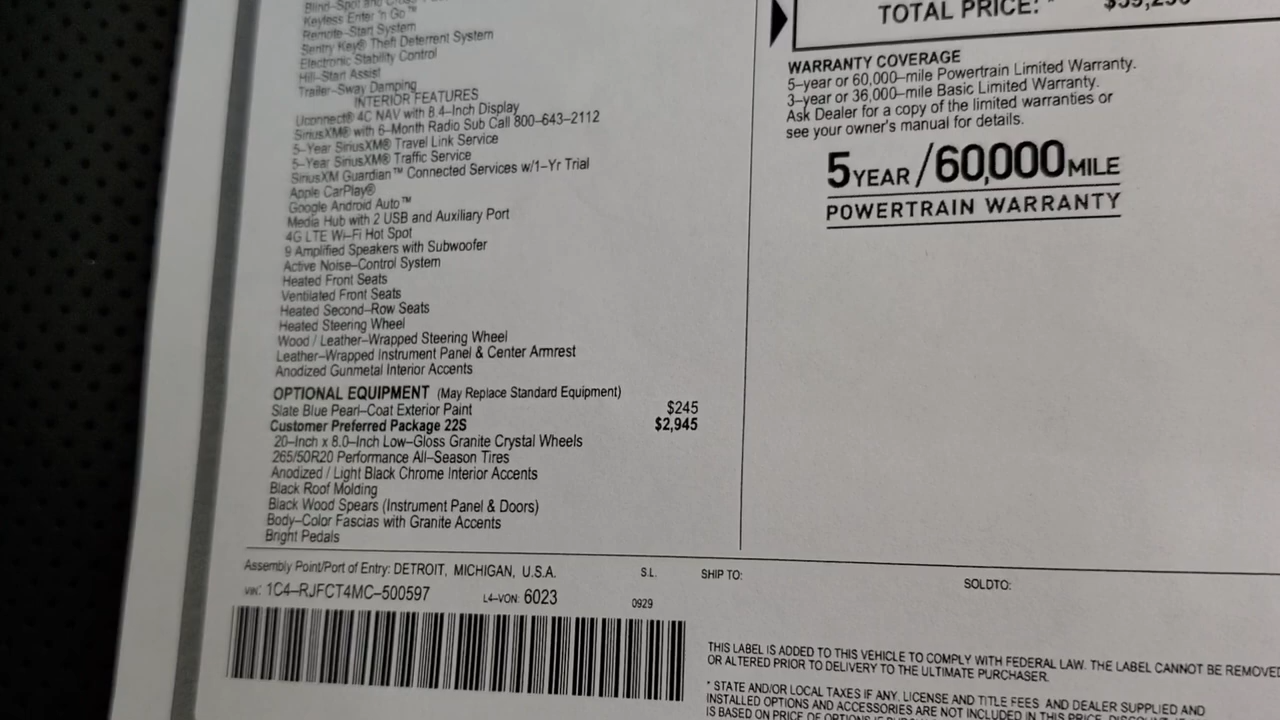 Blind–Spot and
Keyless Enter 'n Go™
Remote–Start System
Sentry Key® Theft Deterrent System
Electronic Stability Control
Hill–Start Assist
Trailer–Sway Damping
INTERIOR FEATURES
Uconnect® 4C NAV with 8.4–Inch Display
SiriusXM® with 6–Month Radio Sub Call 800–643–2112
5–Year SiriusXM® Travel Link Service
5–Year SiriusXM® Traffic Service
SiriusXM Guardian™ Connected Services w/1–Yr Trial
Apple CarPlay®
Google Android Auto™
Media Hub with 2 USB and Auxiliary Port
4G LTE Wi–Fi Hot Spot
9 Amplified Speakers with Subwoofer
Active Noise–Control System
Heated Front Seats
Ventilated Front Seats
Heated Second–Row Seats
Heated Steering Wheel
Wood / Leather–Wrapped Steering Wheel
Leather–Wrapped Instrument Panel & Center Armrest
Anodized Gunmetal Interior Accents
OPTIONAL EQUIPMENT (May Replace Standard Equipment)
Slate Blue Pearl–Coat Exterior Paint $245
Customer Preferred Package 22S $2,945
20–Inch x 8.0–Inch Low–Gloss Granite Crystal Wheels
265/50R20 Performance All–Season Tires
Anodized / Light Black Chrome Interior Accents
Black Roof Molding
Black Wood Spears (Instrument Panel & Doors)
Body–Color Fascias with Granite Accents
Bright Pedals
TOTAL PRICE: *
WARRANTY COVERAGE
5–year or 60,000–mile Powertrain Limited Warranty.
3–year or 36,000–mile Basic Limited Warranty.
Ask Dealer for a copy of the limited warranties or
see your owner's manual for details.
5 YEAR / 60,000 MILE
POWERTRAIN WARRANTY
Assembly Point/Port of Entry: DETROIT, MICHIGAN, U.S.A.
VIN: 1C4–RJFCT4MC–500597
L4–VON: 6023
S.L.
0929
SHIP TO:
SOLD TO:
THIS LABEL IS ADDED TO THIS VEHICLE TO COMPLY WITH FEDERAL LAW. THE LABEL CANNOT BE REMOVED
OR ALTERED PRIOR TO DELIVERY TO THE ULTIMATE PURCHASER.
* STATE AND/OR LOCAL TAXES IF ANY, LICENSE AND TITLE FEES AND DEALER SUPPLIED AND
INSTALLED OPTIONS AND ACCESSORIES ARE NOT INCLUDED IN THIS PRICE.
IS BASED ON PRICE OF OPTIONS IF